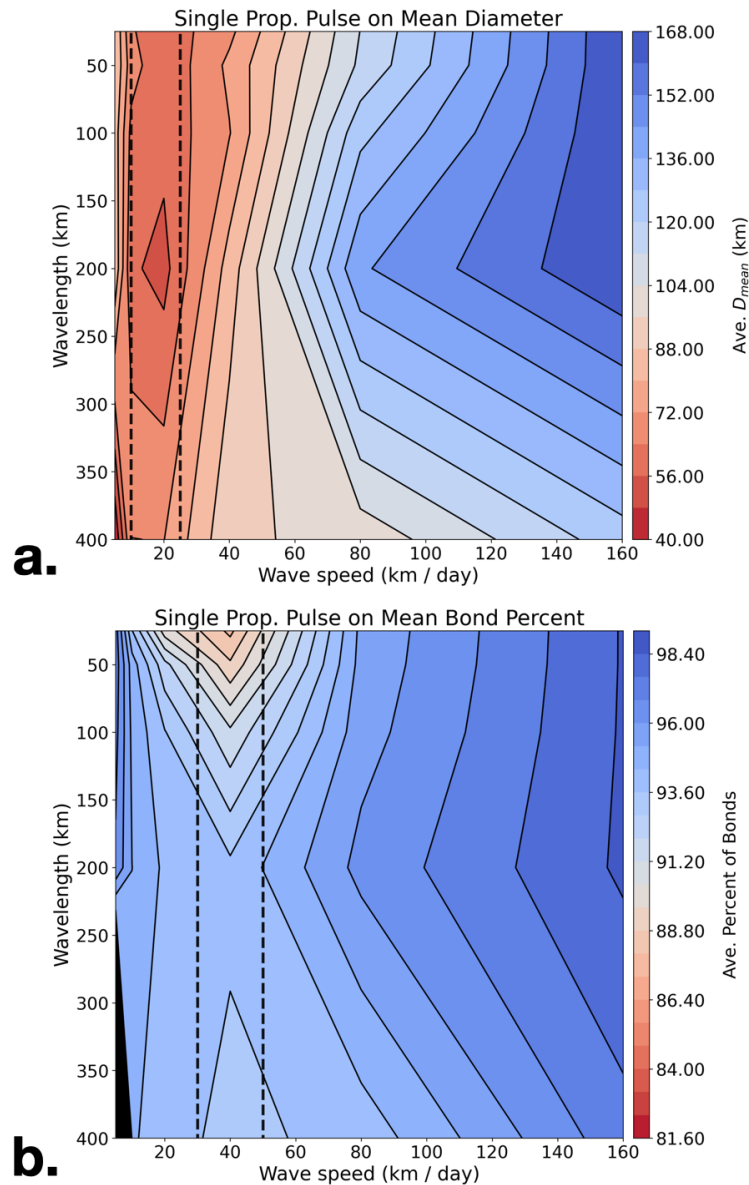 Single Prop. Pulse on Mean Diameter
50
100
150
200
250
300
350
400
Wavelength (km)
20 40 60 80 100 120 140 160
Wave speed (km / day)
168.00
152.00
136.00
120.00
104.00
88.00
72.00
56.00
40.00
Ave. D_mean (km)
a.
Single Prop. Pulse on Mean Bond Percent
50
100
150
200
250
300
350
400
Wavelength (km)
20 40 60 80 100 120 140 160
Wave speed (km / day)
98.40
96.00
93.60
91.20
88.80
86.40
84.00
81.60
Ave. Percent of Bonds
b.